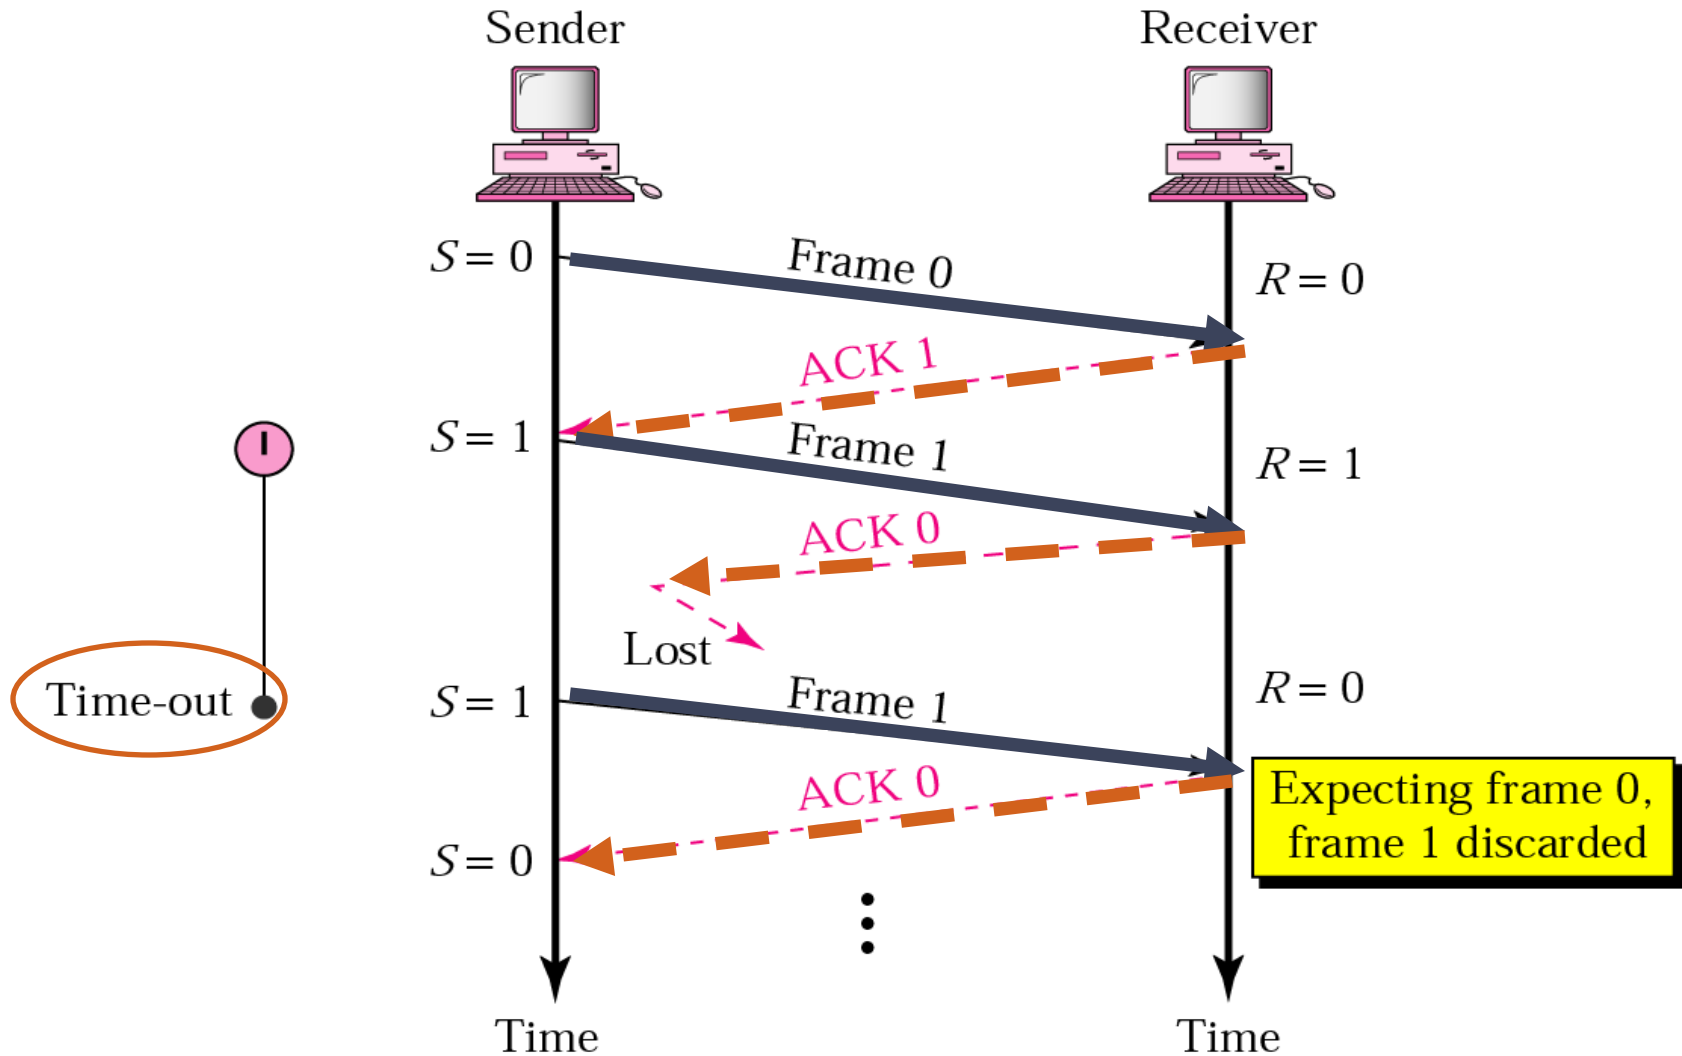 Sender
Receiver
S = 0
Frame 0
R = 0
ACK 1
S = 1
Frame 1
R = 1
ACK 0
Lost
Time-out
S = 1
Frame 1
R = 0
ACK 0
Expecting frame 0,
frame 1 discarded
S = 0
Time
Time